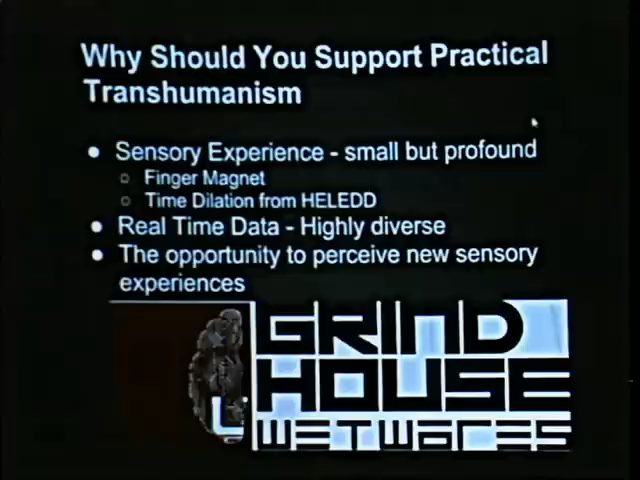 Why Should You Support Practical
Transhumanism
● Sensory Experience - small but profound
○ Finger Magnet
○ Time Dilation from HELEDD
● Real Time Data - Highly diverse
● The opportunity to perceive new sensory
experiences
GRIND
HOUSE
WETWARES